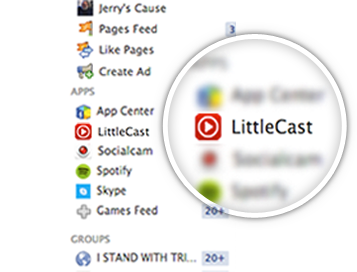 Jerry's Cause
Pages Feed 3
Like Pages
Create Ad
APPS
App Center
LittleCast
Socialcam
Spotify
Skype
Games Feed 20+
GROUPS
I STAND WITH TRI... 20+
App Center
LittleCast
Socialcam
Spotify